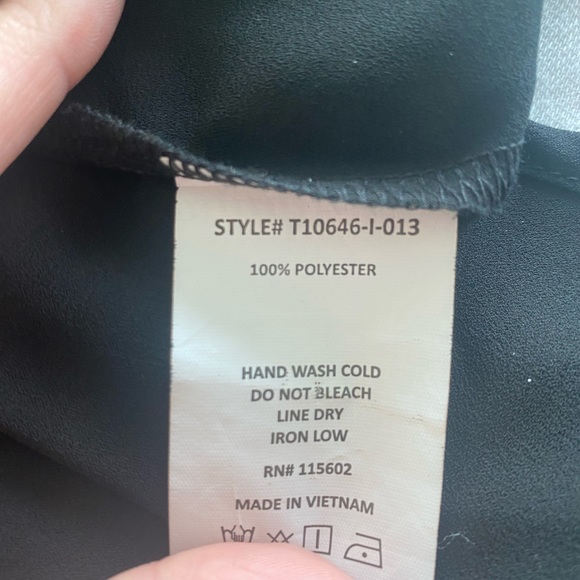 STYLE# T10646-I-013
100% POLYESTER
HAND WASH COLD
DO NOT BLEACH
LINE DRY
IRON LOW
RN# 115602
MADE IN VIETNAM